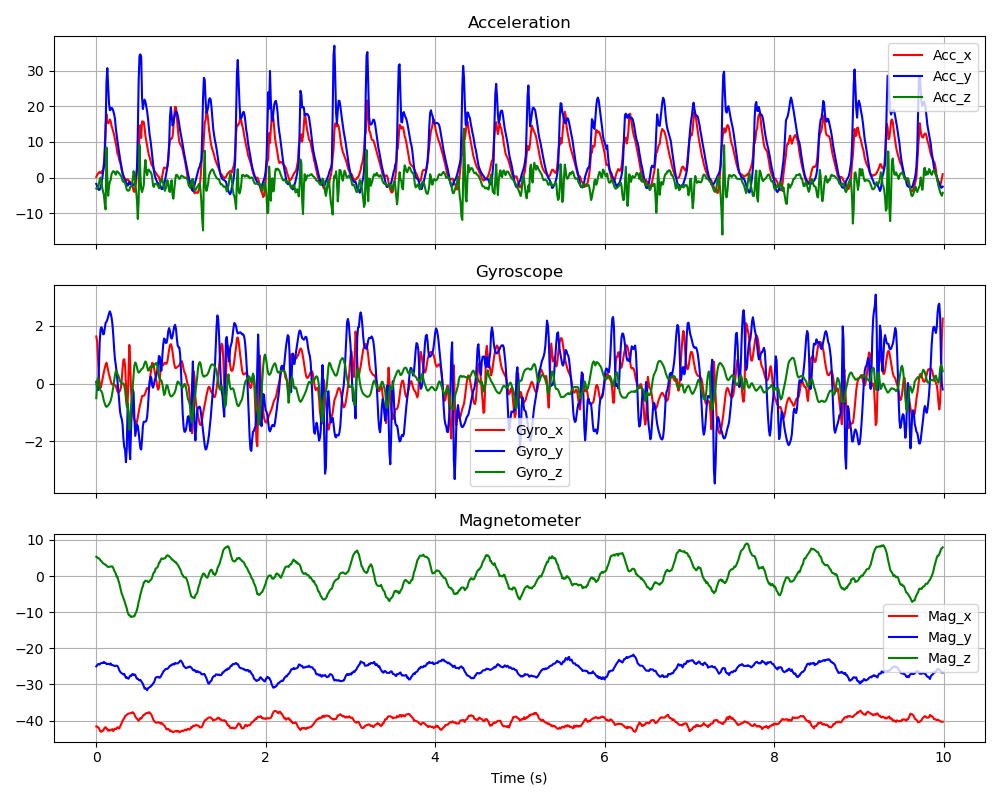 Acceleration
30
20
10
0
−10
Acc_x
Acc_y
Acc_z
Gyroscope
2
0
−2
Gyro_x
Gyro_y
Gyro_z
Magnetometer
10
0
−10
−20
−30
−40
Mag_x
Mag_y
Mag_z
0 2 4 6 8 10
Time (s)